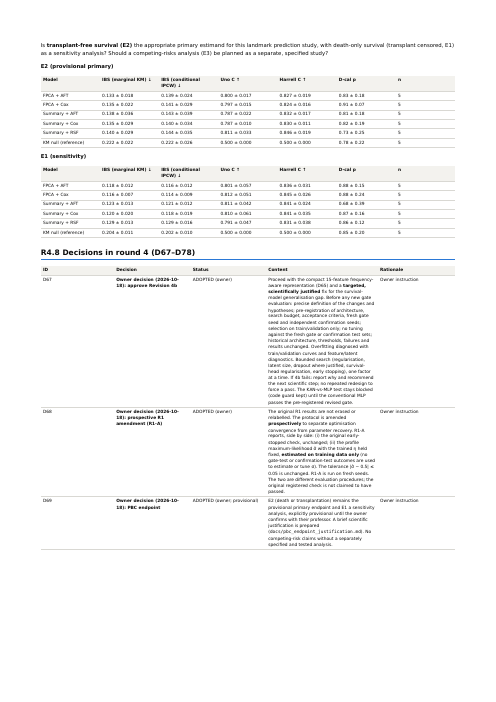 Is transplant-free survival (E2) the appropriate primary estimand for this landmark prediction study, with death-only survival (transplant censored, E1)
as a sensitivity analysis? Should a competing-risks analysis (E3) be planned as a separate, specified study?
E2 (provisional primary)
Model IBS (marginal KM) ↓ IBS (conditional IPCW) ↓ Uno C ↑ Harrell C ↑ D-cal p n
FPCA + AFT 0.133 ± 0.018 0.139 ± 0.024 0.800 ± 0.017 0.827 ± 0.019 0.83 ± 0.18 5
FPCA + Cox 0.135 ± 0.022 0.141 ± 0.029 0.797 ± 0.015 0.824 ± 0.016 0.91 ± 0.07 5
Summary + AFT 0.138 ± 0.036 0.143 ± 0.039 0.787 ± 0.022 0.832 ± 0.017 0.81 ± 0.18 5
Summary + Cox 0.135 ± 0.029 0.140 ± 0.034 0.787 ± 0.010 0.830 ± 0.011 0.82 ± 0.19 5
Summary + RSF 0.140 ± 0.029 0.144 ± 0.035 0.811 ± 0.033 0.846 ± 0.019 0.73 ± 0.25 5
KM null (reference) 0.222 ± 0.022 0.222 ± 0.026 0.500 ± 0.000 0.500 ± 0.000 0.78 ± 0.22 5
E1 (sensitivity)
Model IBS (marginal KM) ↓ IBS (conditional IPCW) ↓ Uno C ↑ Harrell C ↑ D-cal p n
FPCA + AFT 0.118 ± 0.012 0.116 ± 0.012 0.801 ± 0.057 0.836 ± 0.031 0.88 ± 0.15 5
FPCA + Cox 0.116 ± 0.007 0.114 ± 0.009 0.812 ± 0.051 0.845 ± 0.026 0.88 ± 0.24 5
Summary + AFT 0.123 ± 0.013 0.121 ± 0.012 0.811 ± 0.042 0.841 ± 0.024 0.68 ± 0.39 5
Summary + Cox 0.120 ± 0.020 0.118 ± 0.019 0.810 ± 0.061 0.841 ± 0.035 0.87 ± 0.16 5
Summary + RSF 0.129 ± 0.013 0.129 ± 0.016 0.791 ± 0.047 0.831 ± 0.038 0.86 ± 0.12 5
KM null (reference) 0.204 ± 0.011 0.202 ± 0.010 0.500 ± 0.000 0.500 ± 0.000 0.85 ± 0.20 5
R4.8 Decisions in round 4 (D67–D78)
ID Decision Status Content Rationale
D67 Owner decision (2026-10-18): approve Revision 4b ADOPTED (owner) Proceed with the compact 15-feature frequency- Owner instruction
aware representation (D65) and a targeted,
scientifically justified fix for the survival-
model generalisation gap. Before any new gate
evaluation: precise definition of the changes and
hypotheses; pre-registration of architecture,
search budget, acceptance criteria, fresh gate
seed and independent confirmation seeds;
selection on train/validation only; no tuning
against the fresh gate or confirmation test sets;
historical architecture, thresholds, failures and
results unchanged. Overfitting diagnosed with
train/validation curves and feature/latent
diagnostics. Bounded search (regularisation,
latent size, dropout where justified, survival-
head regularisation, early stopping), one factor
at a time. If 4b fails: report why and recommend
the next scientific step; no repeated redesign to
force a pass. The KAN-vs-MLP test stays blocked
(code guard kept) until the conventional MLP
passes the pre-registered revised gate.
D68 Owner decision (2026-10-18): prospective R1 amendment (R1-A) ADOPTED (owner) The original R1 results are not erased or Owner instruction
relabelled. The protocol is amended
prospectively to separate optimisation
convergence from parameter recovery. R1-A
reports, side by side: (i) the original early-
stopped check, unchanged; (ii) the profile
maximum-likelihood σ̂ with the trained η held
fixed, estimated on training data only (no
gate-test or confirmation-test outcomes are used
to estimate or tune σ). The tolerance |σ̂ − 0.5| ≤
0.05 is unchanged. R1-A is run on fresh seeds.
The two are different evaluation procedures; the
original registered check is not claimed to have
passed.
D69 Owner decision (2026-10-18): PBC endpoint ADOPTED (owner; provisional) E2 (death or transplantation) remains the Owner instruction
provisional primary endpoint and E1 a sensitivity
analysis, explicitly provisional until the owner
confirms with their professor. A brief scientific
justification is prepared
(docs/pbc_endpoint_justification.md). No
competing-risk claims without a separately
specified and tested analysis.